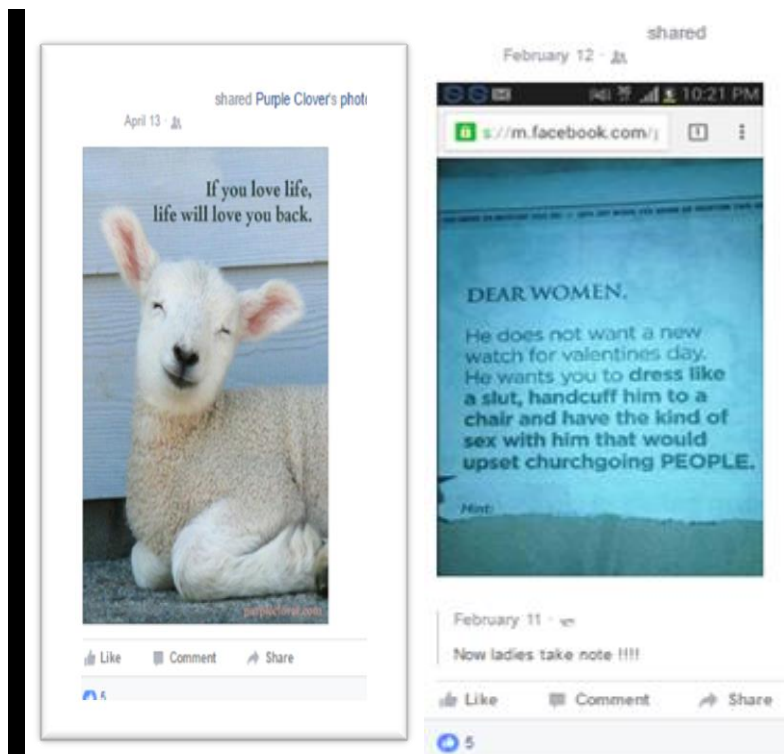 shared Purple Clover's phot
April 13 ·
If you love life,
life will love you back.
purpleclover.com
Like Comment Share
5
shared
February 12 ·
10:21 PM
s://m.facebook.com/
1
DEAR WOMEN,
He does not want a new
watch for valentines day.
He wants you to dress like
a slut, handcuff him to a
chair and have the kind of
sex with him that would
upset churchgoing PEOPLE.
Hint:
February 11 ·
Now ladies take note !!!!
Like Comment Share
5